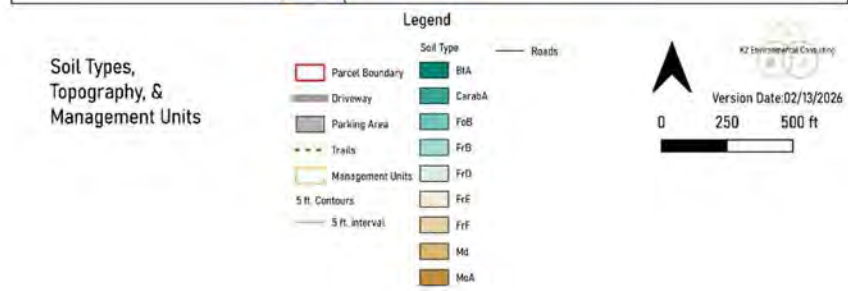 Legend
Soil Types,
Topography, &
Management Units
Parcel Boundary
Driveway
Parking Area
Trails
Management Units
5 ft. Contours
5 ft. interval
Soil Type
BtA
CarabA
FoB
FrB
FrD
FrE
FrF
Md
MoA
Roads
K2 Environmental Consulting
Version Date:02/13/2026
0 250 500 ft